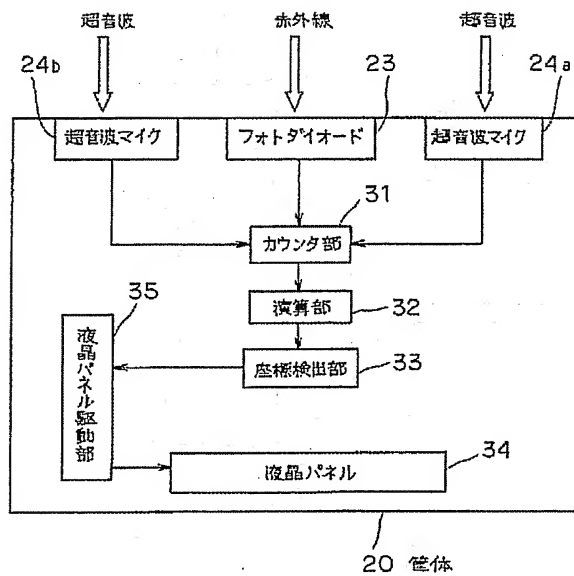 超音波
赤外線
超音波
24b
23
24a
超音波マイク
フォトダイオード
超音波マイク
31
カウンタ部
35
演算部
32
液晶パネル駆動部
座標検出部
33
34
液晶パネル
20 筐体